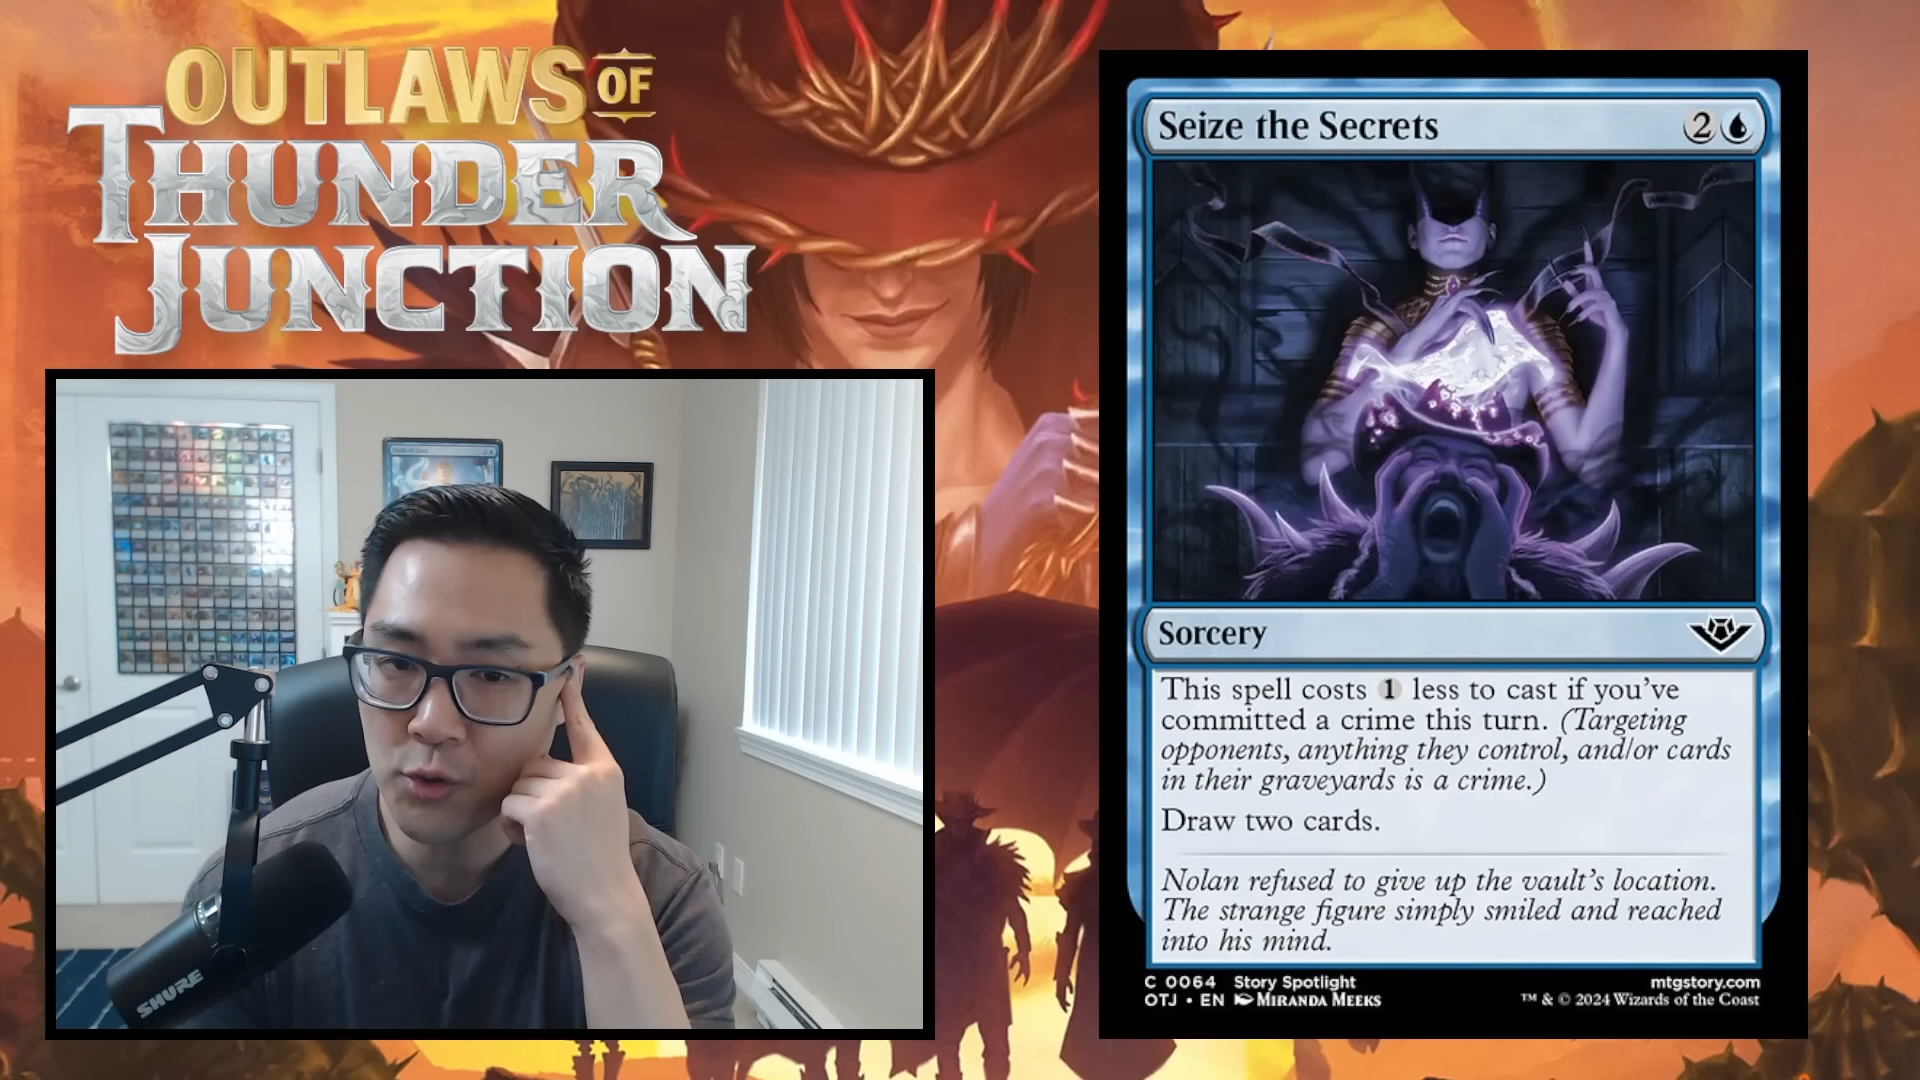 OUTLAWS OF
THUNDER
JUNCTION
SHURE
Seize the Secrets 2
Sorcery
This spell costs 1 less to cast if you've
committed a crime this turn. (Targeting
opponents, anything they control, and/or cards
in their graveyards is a crime.)
Draw two cards.
Nolan refused to give up the vault's location.
The strange figure simply smiled and reached
into his mind.
C 0064 Story Spotlight mtgstory.com
OTJ • EN MIRANDA MEEKS ™ & © 2024 Wizards of the Coast